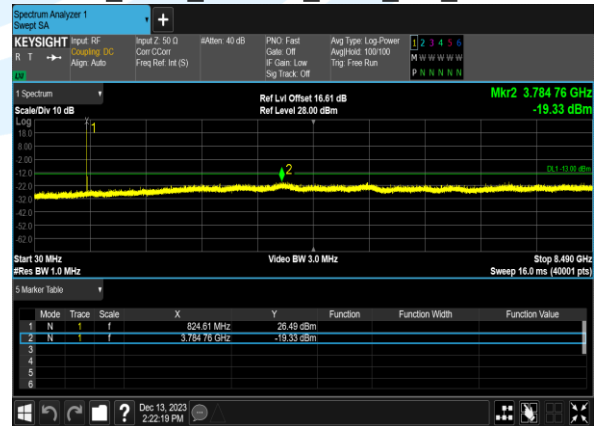 Spectrum Analyzer 1
Swept SA
KEYSIGHT Input: RF Input Z: 50 Ω #Atten: 40 dB PNO: Fast Avg Type: Log-Power 1 2 3 4 5 6
R T Coupling: DC Corr CCorr Gate: Off Avg|Hold: 100/100 M W W W W W
Align: Auto Freq Ref: Int (S) IF Gain: Low Trig: Free Run
Sig Track: Off P N N N N N
1 Spectrum Ref Lvl Offset 16.61 dB Mkr2 3.784 76 GHz
Scale/Div 10 dB Ref Level 28.00 dBm -19.33 dBm
Log
1
18.0
8.00
-2.00
2
-12.0 DL1 -13.00 dBm
-22.0
-32.0
-42.0
-52.0
-62.0
Start 30 MHz Video BW 3.0 MHz Stop 8.490 GHz
#Res BW 1.0 MHz Sweep 16.0 ms (40001 pts)
5 Marker Table
Mode Trace Scale X Y Function Function Width Function Value
1 N 1 f 824.61 MHz 26.49 dBm
2 N 1 f 3.784 76 GHz -19.33 dBm
3
4
5
6
? Dec 13, 2023
2:22:19 PM